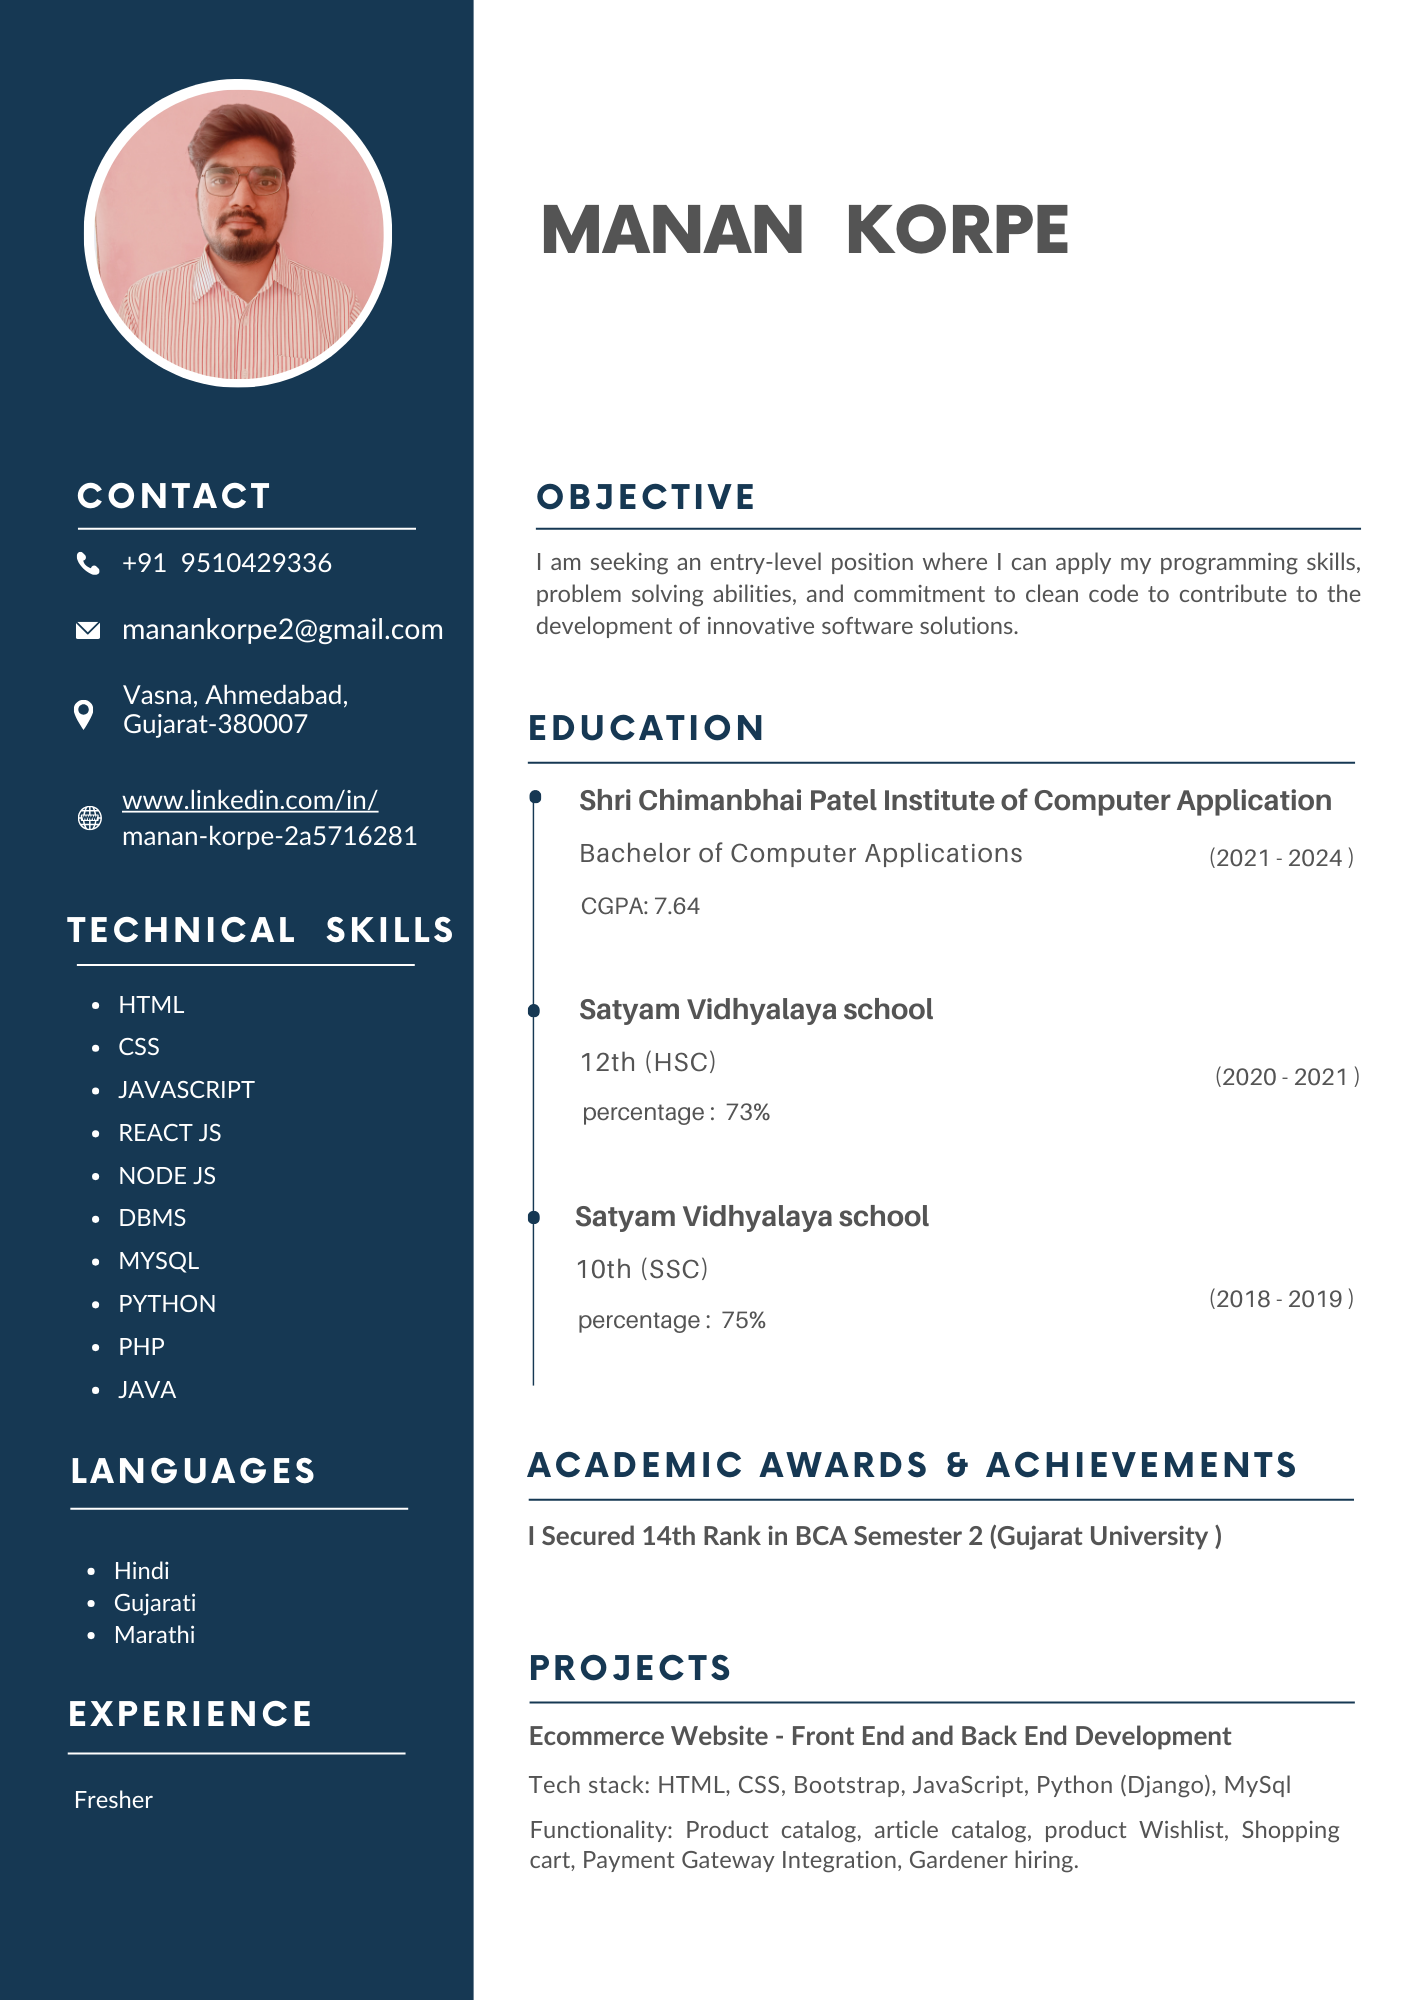 MANAN KORPE
CONTACT
+91 9510429336
manankorpe2@gmail.com
Vasna, Ahmedabad,
Gujarat-380007
www.linkedin.com/in/
manan-korpe-2a5716281
TECHNICAL SKILLS
• HTML
• CSS
• JAVASCRIPT
• REACT JS
• NODE JS
• DBMS
• MYSQL
• PYTHON
• PHP
• JAVA
LANGUAGES
• Hindi
• Gujarati
• Marathi
EXPERIENCE
Fresher
OBJECTIVE
I am seeking an entry-level position where I can apply my programming skills,
problem solving abilities, and commitment to clean code to contribute to the
development of innovative software solutions.
EDUCATION
Shri Chimanbhai Patel Institute of Computer Application
Bachelor of Computer Applications (2021 - 2024 )
CGPA: 7.64
Satyam Vidhyalaya school
12th (HSC)
(2020 - 2021 )
percentage : 73%
Satyam Vidhyalaya school
10th (SSC)
(2018 - 2019 )
percentage : 75%
ACADEMIC AWARDS & ACHIEVEMENTS
I Secured 14th Rank in BCA Semester 2 (Gujarat University )
PROJECTS
Ecommerce Website - Front End and Back End Development
Tech stack: HTML, CSS, Bootstrap, JavaScript, Python (Django), MySql
Functionality: Product catalog, article catalog, product Wishlist, Shopping
cart, Payment Gateway Integration, Gardener hiring.